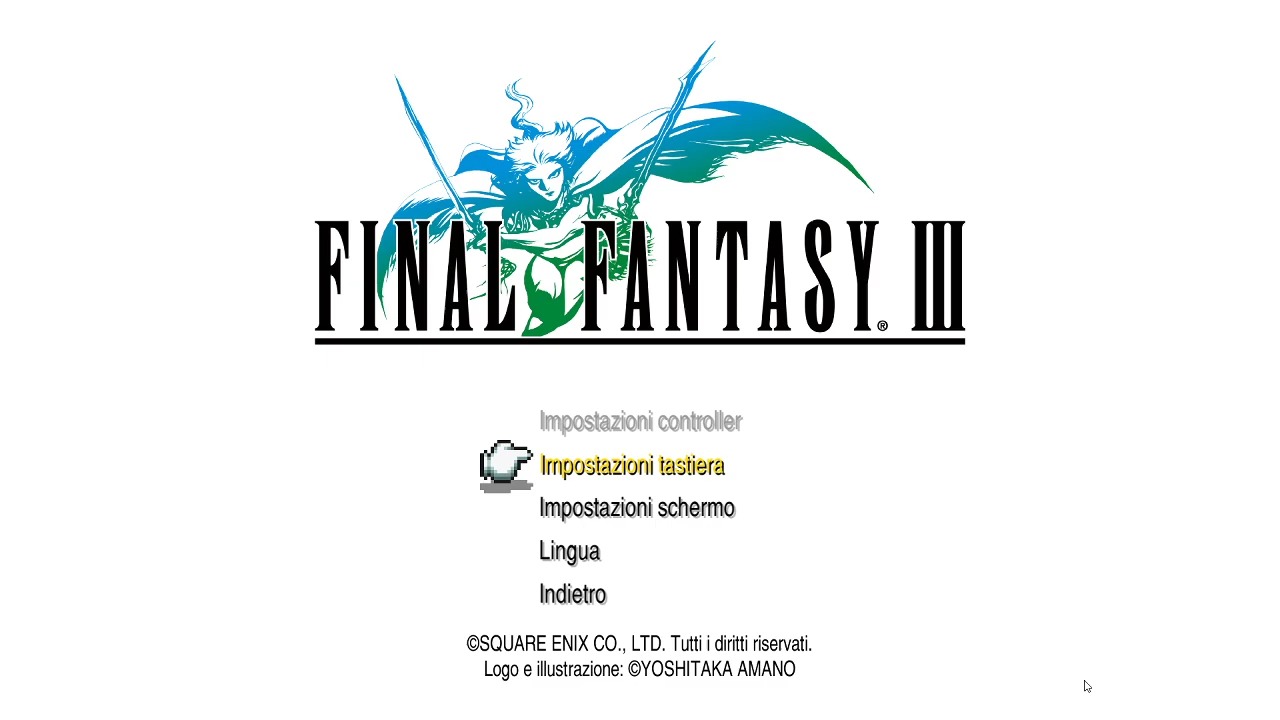 FINAL FANTASY® III
Impostazioni controller
Impostazioni tastiera
Impostazioni schermo
Lingua
Indietro
©SQUARE ENIX CO., LTD. Tutti i diritti riservati.
Logo e illustrazione: ©YOSHITAKA AMANO